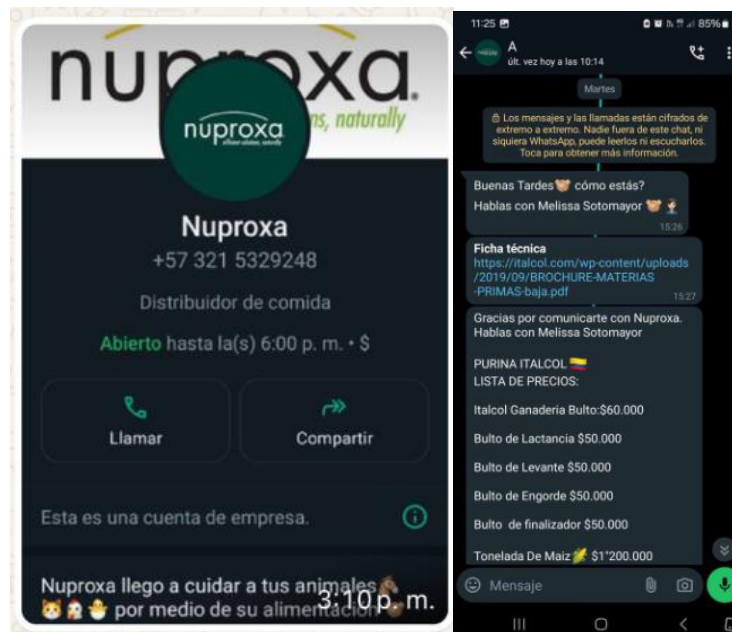 nuproxa.
ns, naturally
nuproxa
efficient solutions, naturally
Nuproxa
+57 321 5329248
Distribuidor de comida
Abierto hasta la(s) 6:00 p. m. • $
Llamar
Compartir
Esta es una cuenta de empresa.
Nuproxa llego a cuidar a tus animales
por medio de su alimentación
3:10 p. m.
11:25
85%
A
últ. vez hoy a las 10:14
Martes
Los mensajes y las llamadas están cifrados de
extremo a extremo. Nadie fuera de este chat, ni
siquiera WhatsApp, puede leerlos ni escucharlos.
Toca para obtener más información.
Buenas Tardes🐷 cómo estás?
Hablas con Melissa Sotomayor 🐷 👩🏻‍⚕️
15:26
Ficha técnica
https://italcol.com/wp-content/uploads
/2019/09/BROCHURE-MATERIAS
-PRIMAS-baja.pdf
15:27
Gracias por comunicarte con Nuproxa.
Hablas con Melissa Sotomayor
PURINA ITALCOL 🇨🇴
LISTA DE PRECIOS:
Italcol Ganaderia Bulto:$60.000
Bulto de Lactancia $50.000
Bulto de Levante $50.000
Bulto de Engorde $50.000
Bulto de finalizador $50.000
Tonelada De Maiz🌽 $1"200.000
Mensaje